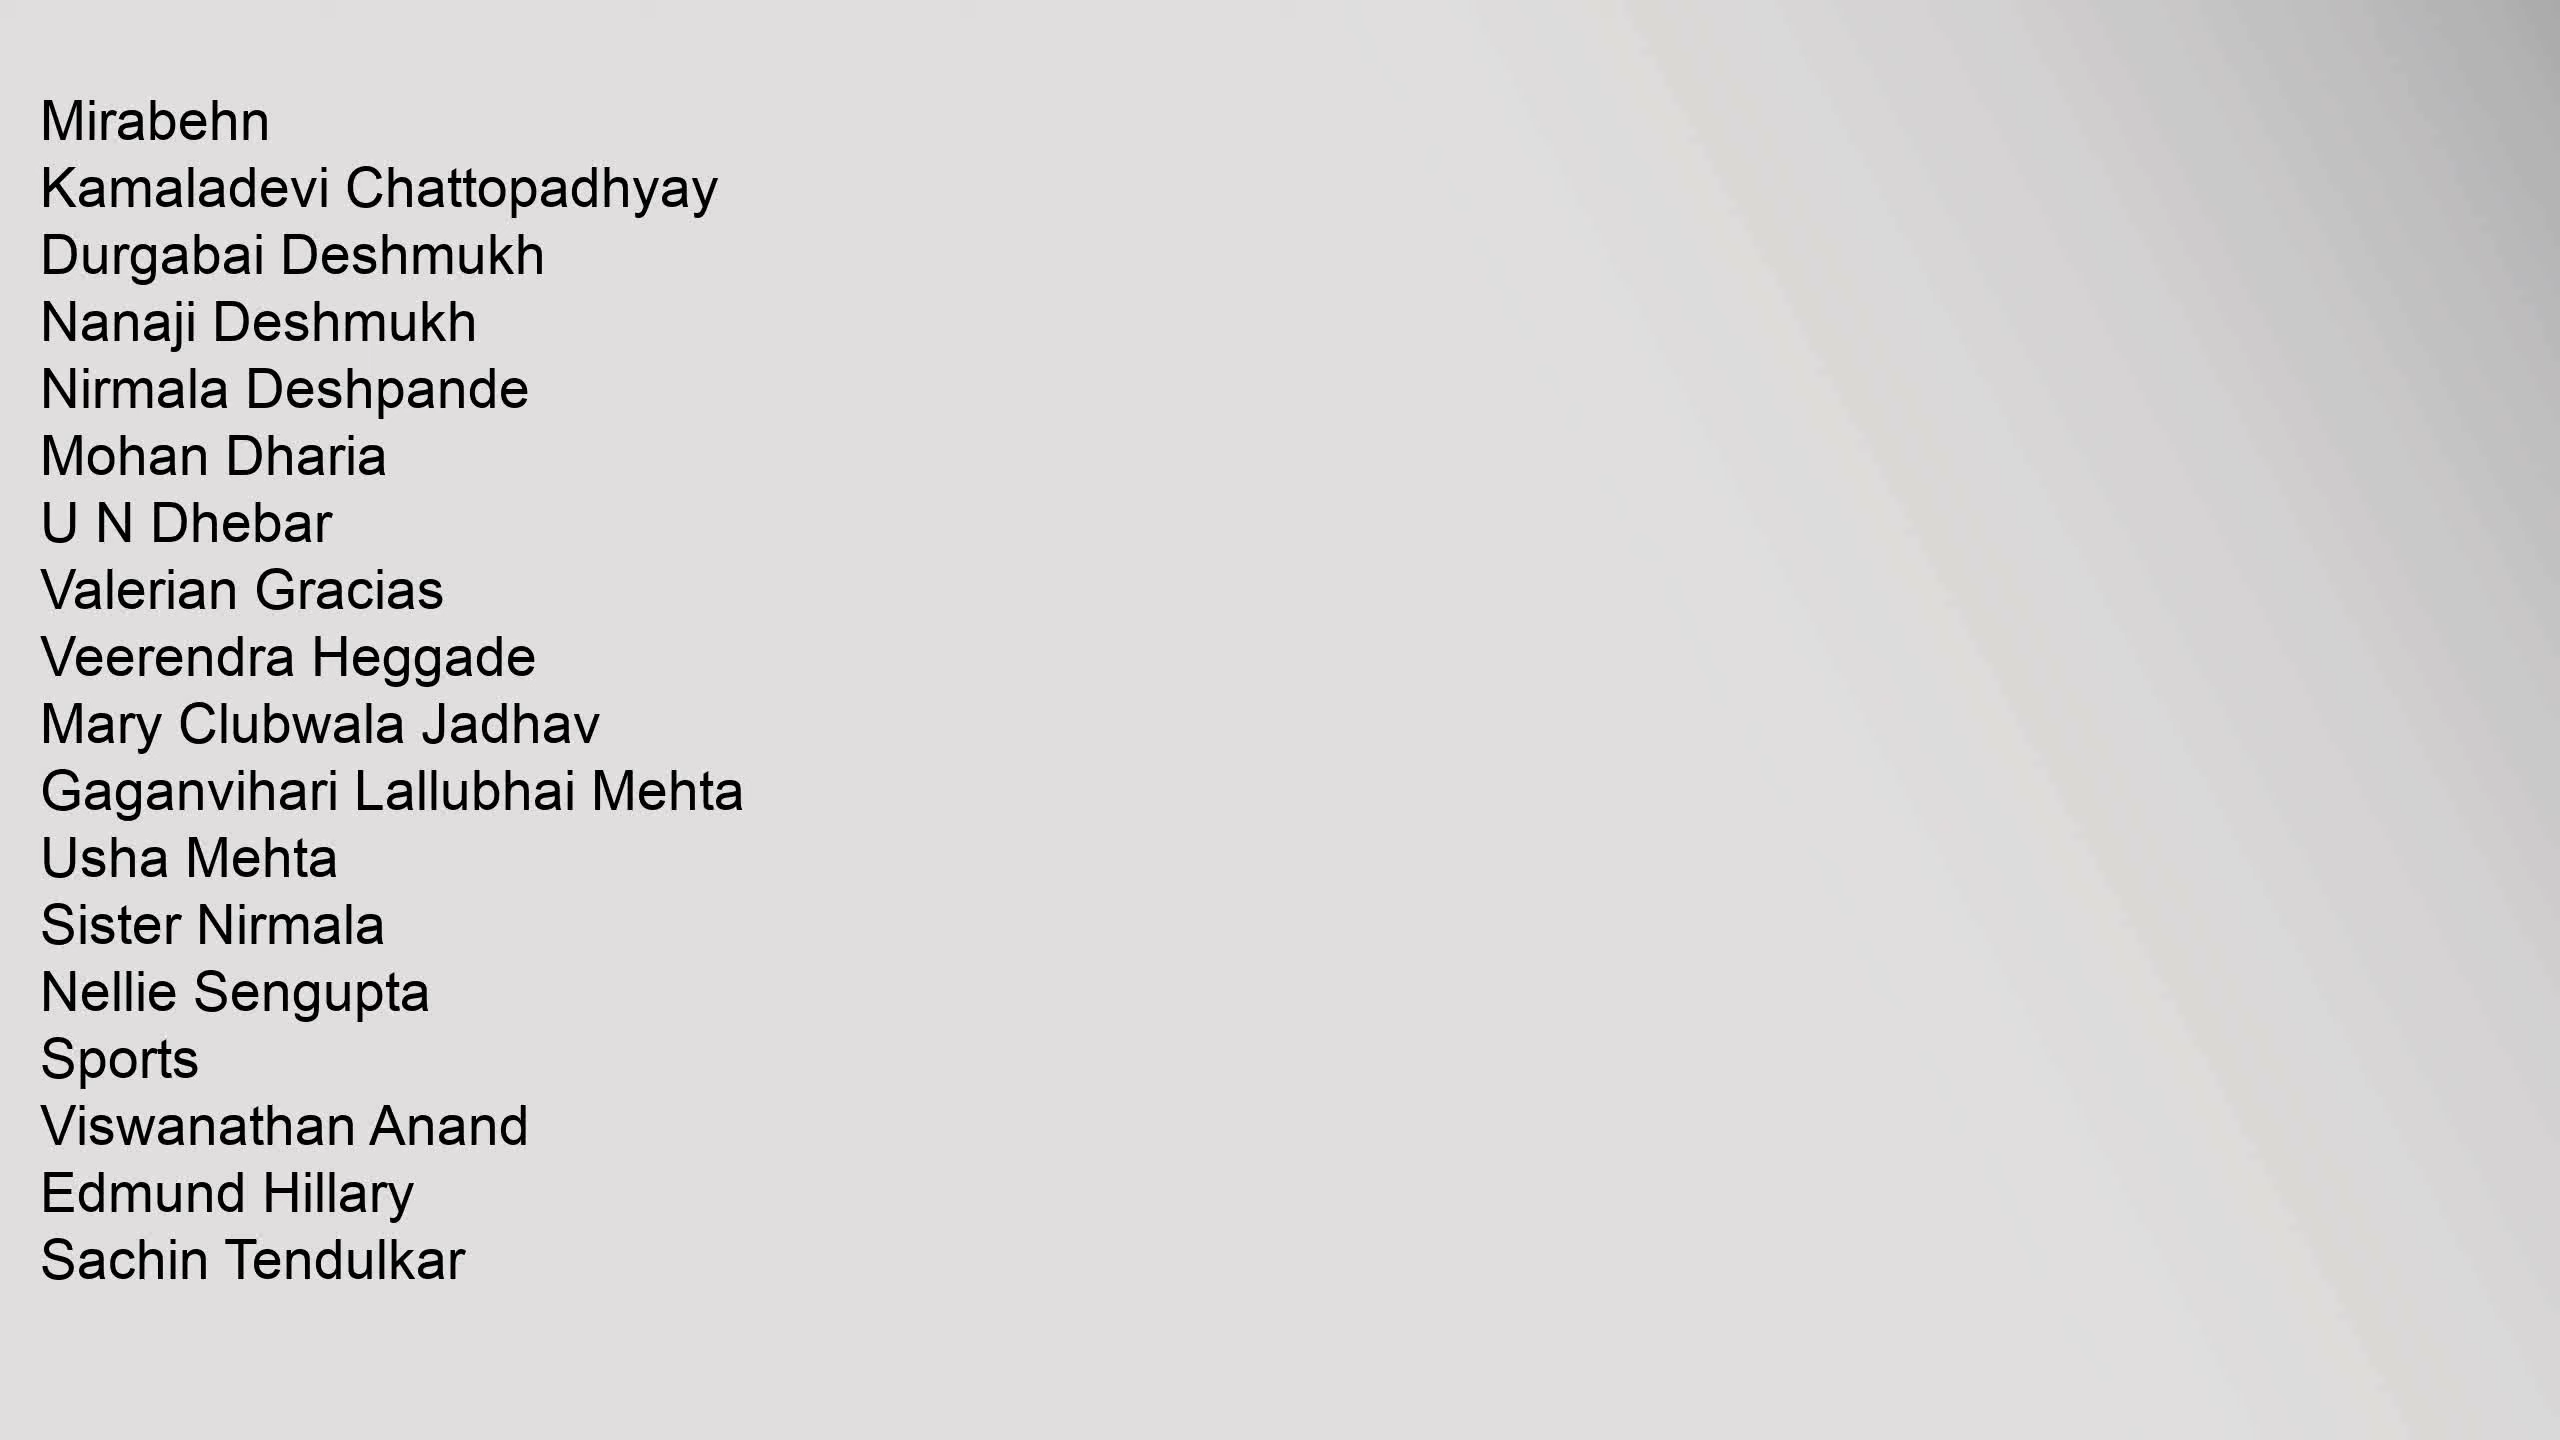 Mirabehn
Kamaladevi Chattopadhyay
Durgabai Deshmukh
Nanaji Deshmukh
Nirmala Deshpande
Mohan Dharia
U N Dhebar
Valerian Gracias
Veerendra Heggade
Mary Clubwala Jadhav
Gaganvihari Lallubhai Mehta
Usha Mehta
Sister Nirmala
Nellie Sengupta
Sports
Viswanathan Anand
Edmund Hillary
Sachin Tendulkar